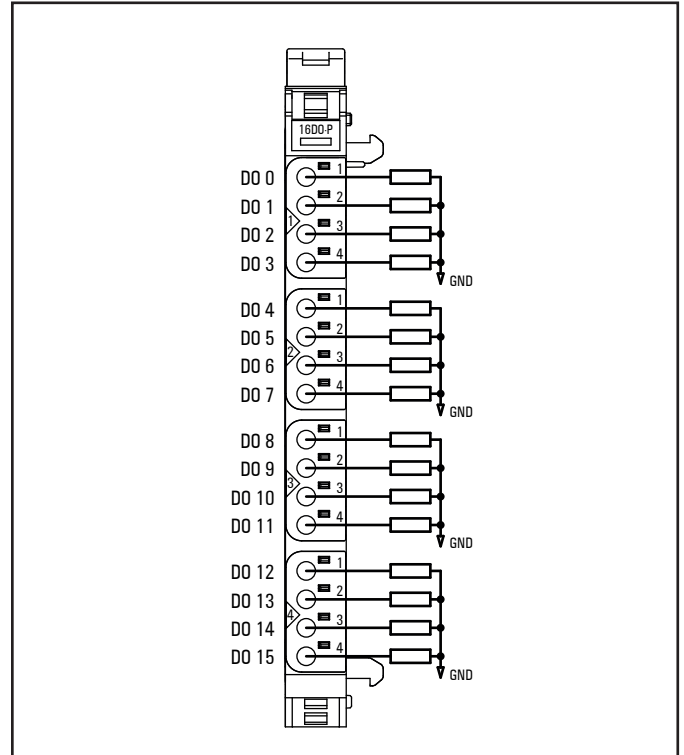 16DO-P
DO 0 1
DO 1 2
1
DO 2 3
DO 3 4
GND
DO 4 1
DO 5 2
2
DO 6 3
DO 7 4
GND
DO 8 1
DO 9 2
3
DO 10 3
DO 11 4
GND
DO 12 1
DO 13 2
4
DO 14 3
DO 15 4
GND